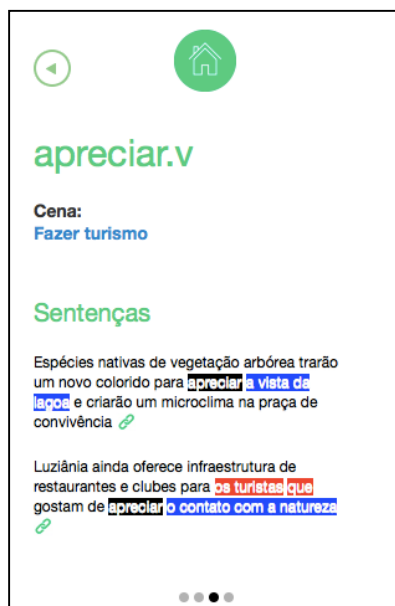 apreciar.v
Cena:
Fazer turismo
Sentenças
Espécies nativas de vegetação arbórea trarão
um novo colorido para apreciar a vista da
lagoa e criarão um microclima na praça de
convivência
Luziânia ainda oferece infraestrutura de
restaurantes e clubes para os turistas que
gostam de apreciar o contato com a natureza